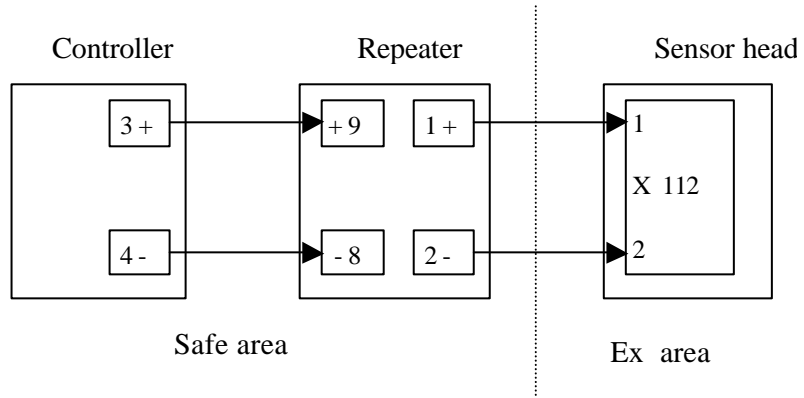 Controller
Repeater
Sensor head
3 +
+ 9
1 +
1
X 112
4 -
- 8
2 -
2
Safe area
Ex area